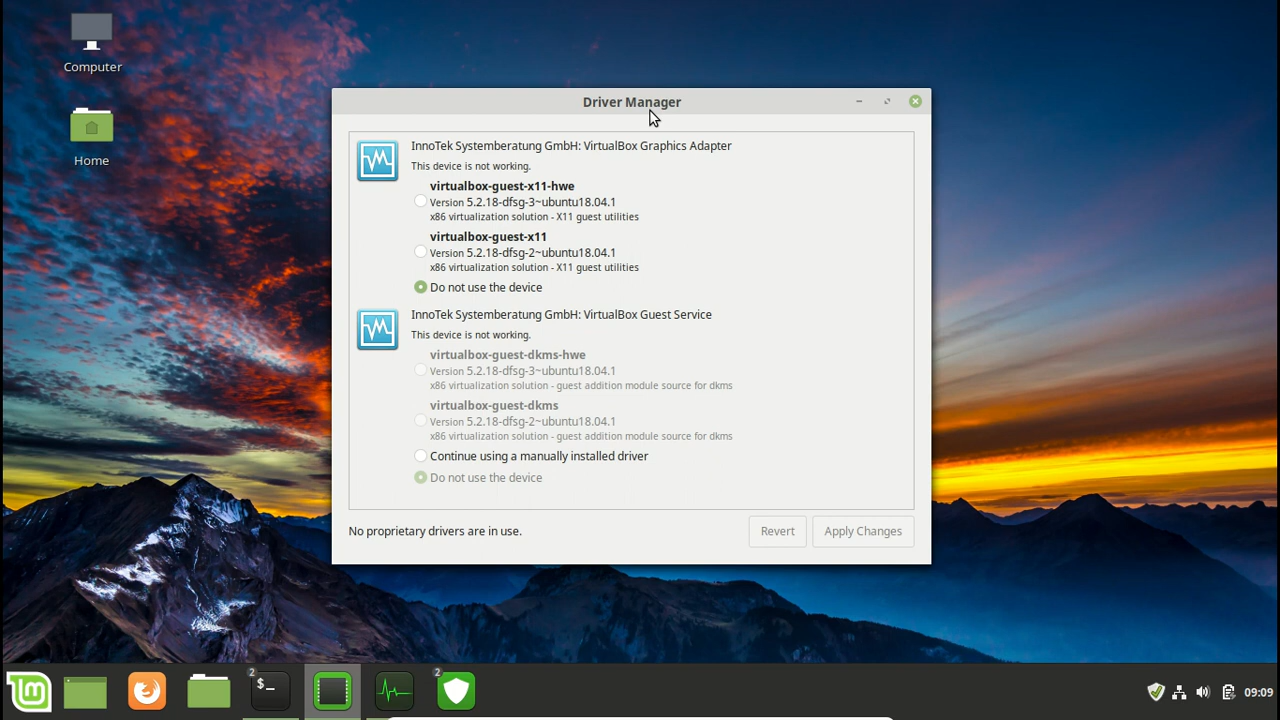 Computer
Home
Driver Manager
InnoTek Systemberatung GmbH: VirtualBox Graphics Adapter
This device is not working.
virtualbox-guest-x11-hwe
Version 5.2.18-dfsg-3~ubuntu18.04.1
x86 virtualization solution - X11 guest utilities
virtualbox-guest-x11
Version 5.2.18-dfsg-2~ubuntu18.04.1
x86 virtualization solution - X11 guest utilities
Do not use the device
InnoTek Systemberatung GmbH: VirtualBox Guest Service
This device is not working.
virtualbox-guest-dkms-hwe
Version 5.2.18-dfsg-3~ubuntu18.04.1
x86 virtualization solution - guest addition module source for dkms
virtualbox-guest-dkms
Version 5.2.18-dfsg-2~ubuntu18.04.1
x86 virtualization solution - guest addition module source for dkms
Continue using a manually installed driver
Do not use the device
No proprietary drivers are in use.
Revert
Apply Changes
lm
2
$_
2
09:09